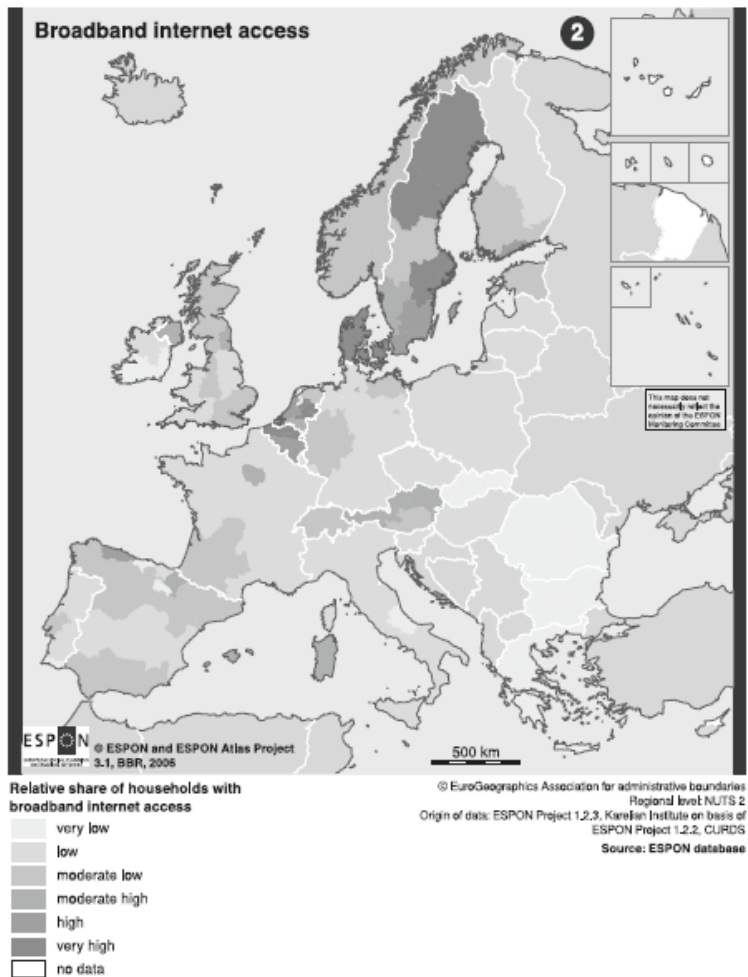 Broadband internet access
2
This map does not
necessarily reflect the
opinion of the ESPON
Monitoring Committee
ESPON
© ESPON and ESPON Atlas Project
3.1, BBR, 2006
500 km
Relative share of households with
broadband internet access
very low
low
moderate low
moderate high
high
very high
no data
© EuroGeographics Association for administrative boundaries
Regional level: NUTS 2
Origin of data: ESPON Project 1.2.3, Karelian Institute on basis of
ESPON Project 1.2.2, CURDS
Source: ESPON database